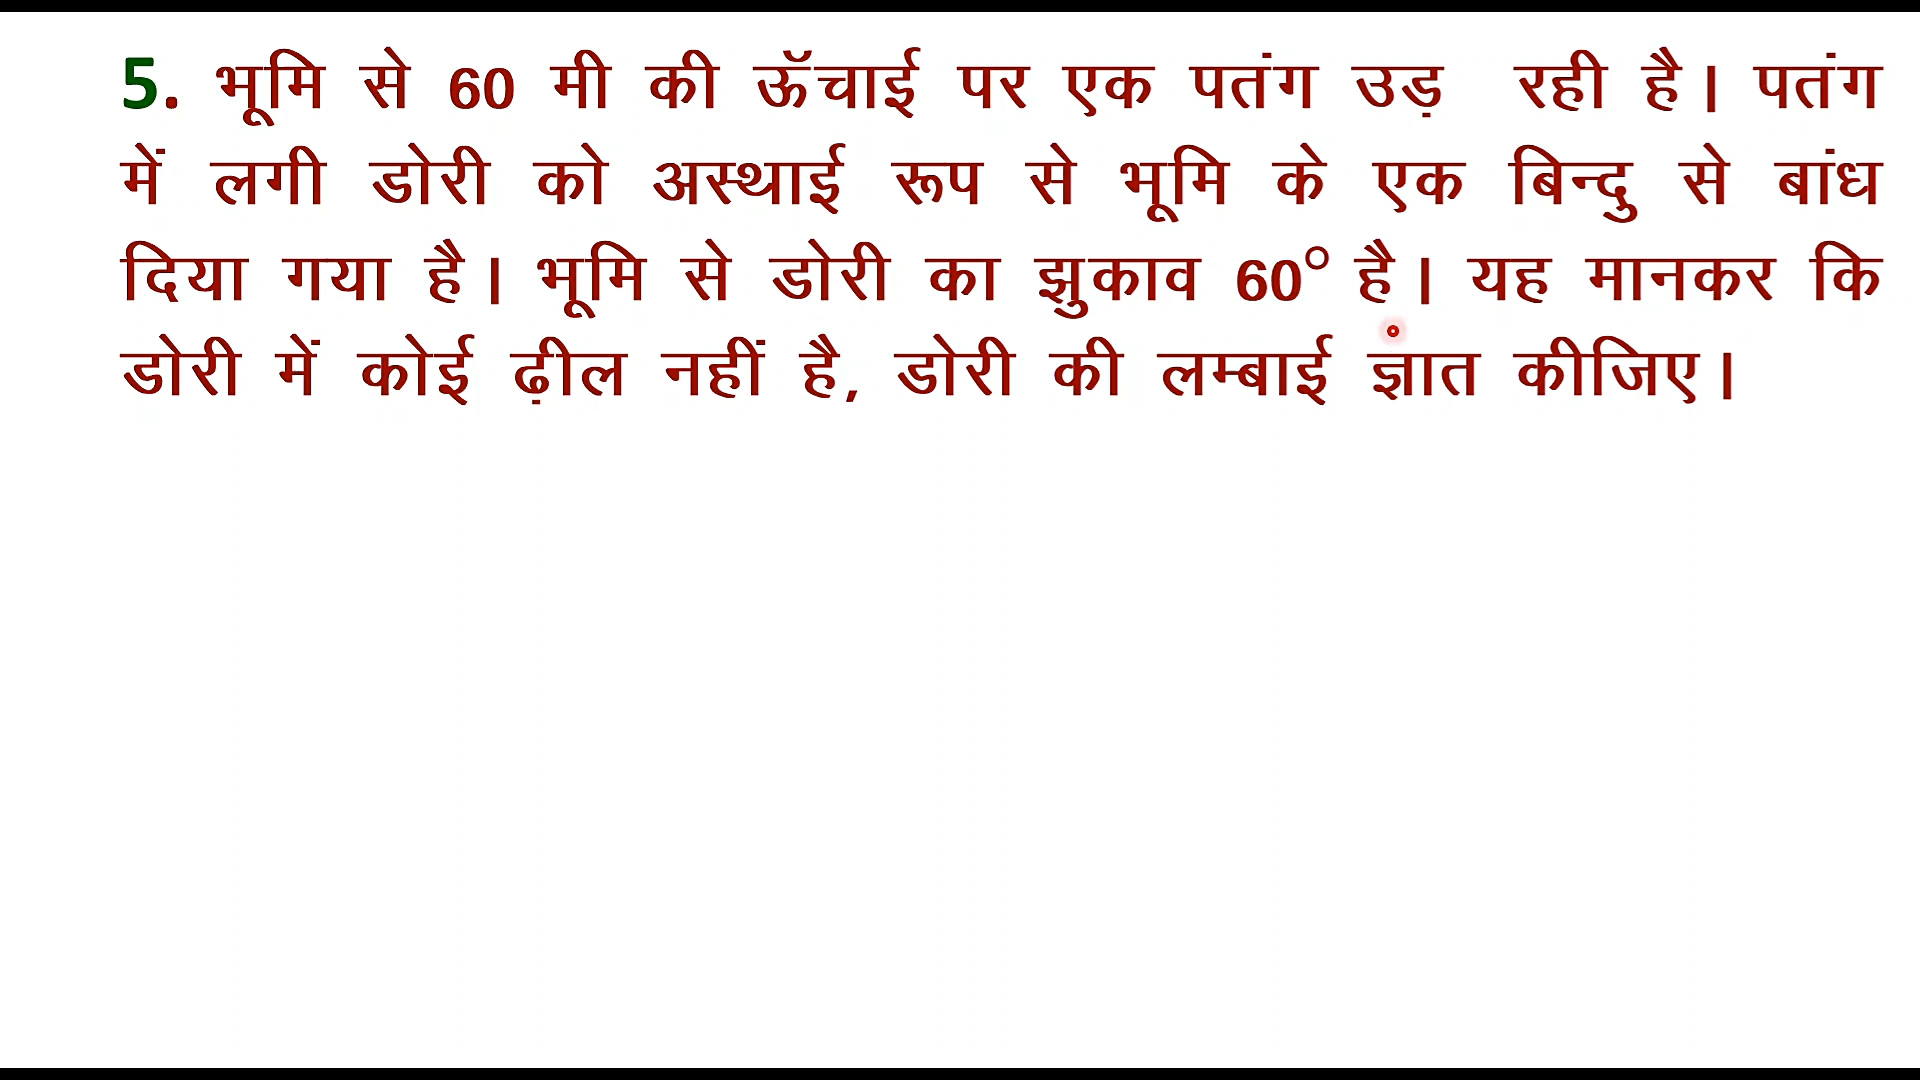 5. भूमि से 60 मी की ऊँचाई पर एक पतंग उड़ रही है। पतंग
में लगी डोरी को अस्थाई रूप से भूमि के एक बिन्दु से बांध
दिया गया है। भूमि से डोरी का झुकाव 60° है। यह मानकर कि
डोरी में कोई ढ़ील नहीं है, डोरी की लम्बाई ज्ञात कीजिए।